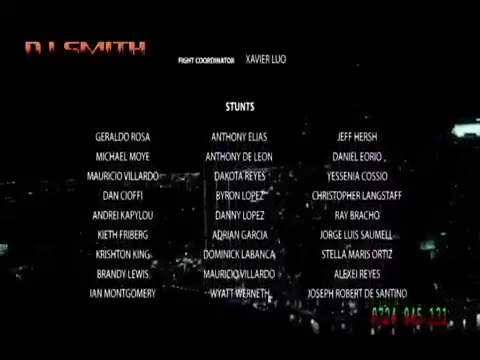 DJ SMITH
FIGHT COORDINATOR XAVIER LUO
STUNTS
GERALDO ROSA ANTHONY ELIAS JEFF HERSH
MICHAEL MOYE ANTHONY DE LEON DANIEL EORIO
MAURICIO VILLARDO DAKOTA REYES YESSENIA COSSIO
DAN CIOFFI BYRON LOPEZ CHRISTOPHER LANGSTAFF
ANDREI KAPYLOU DANNY LOPEZ RAY BRACHO
KIETH FRIBERG ADRIAN GARCIA JORGE LUIS SAUMELL
KRISHTON KING DOMINICK LABANCA STELLA MARIS ORTIZ
BRANDY LEWIS MAURICIO VILLARDO ALEXEI REYES
IAN MONTGOMERY WYATT WERNETH JOSEPH ROBERT DE SANTINO
0724 945 131